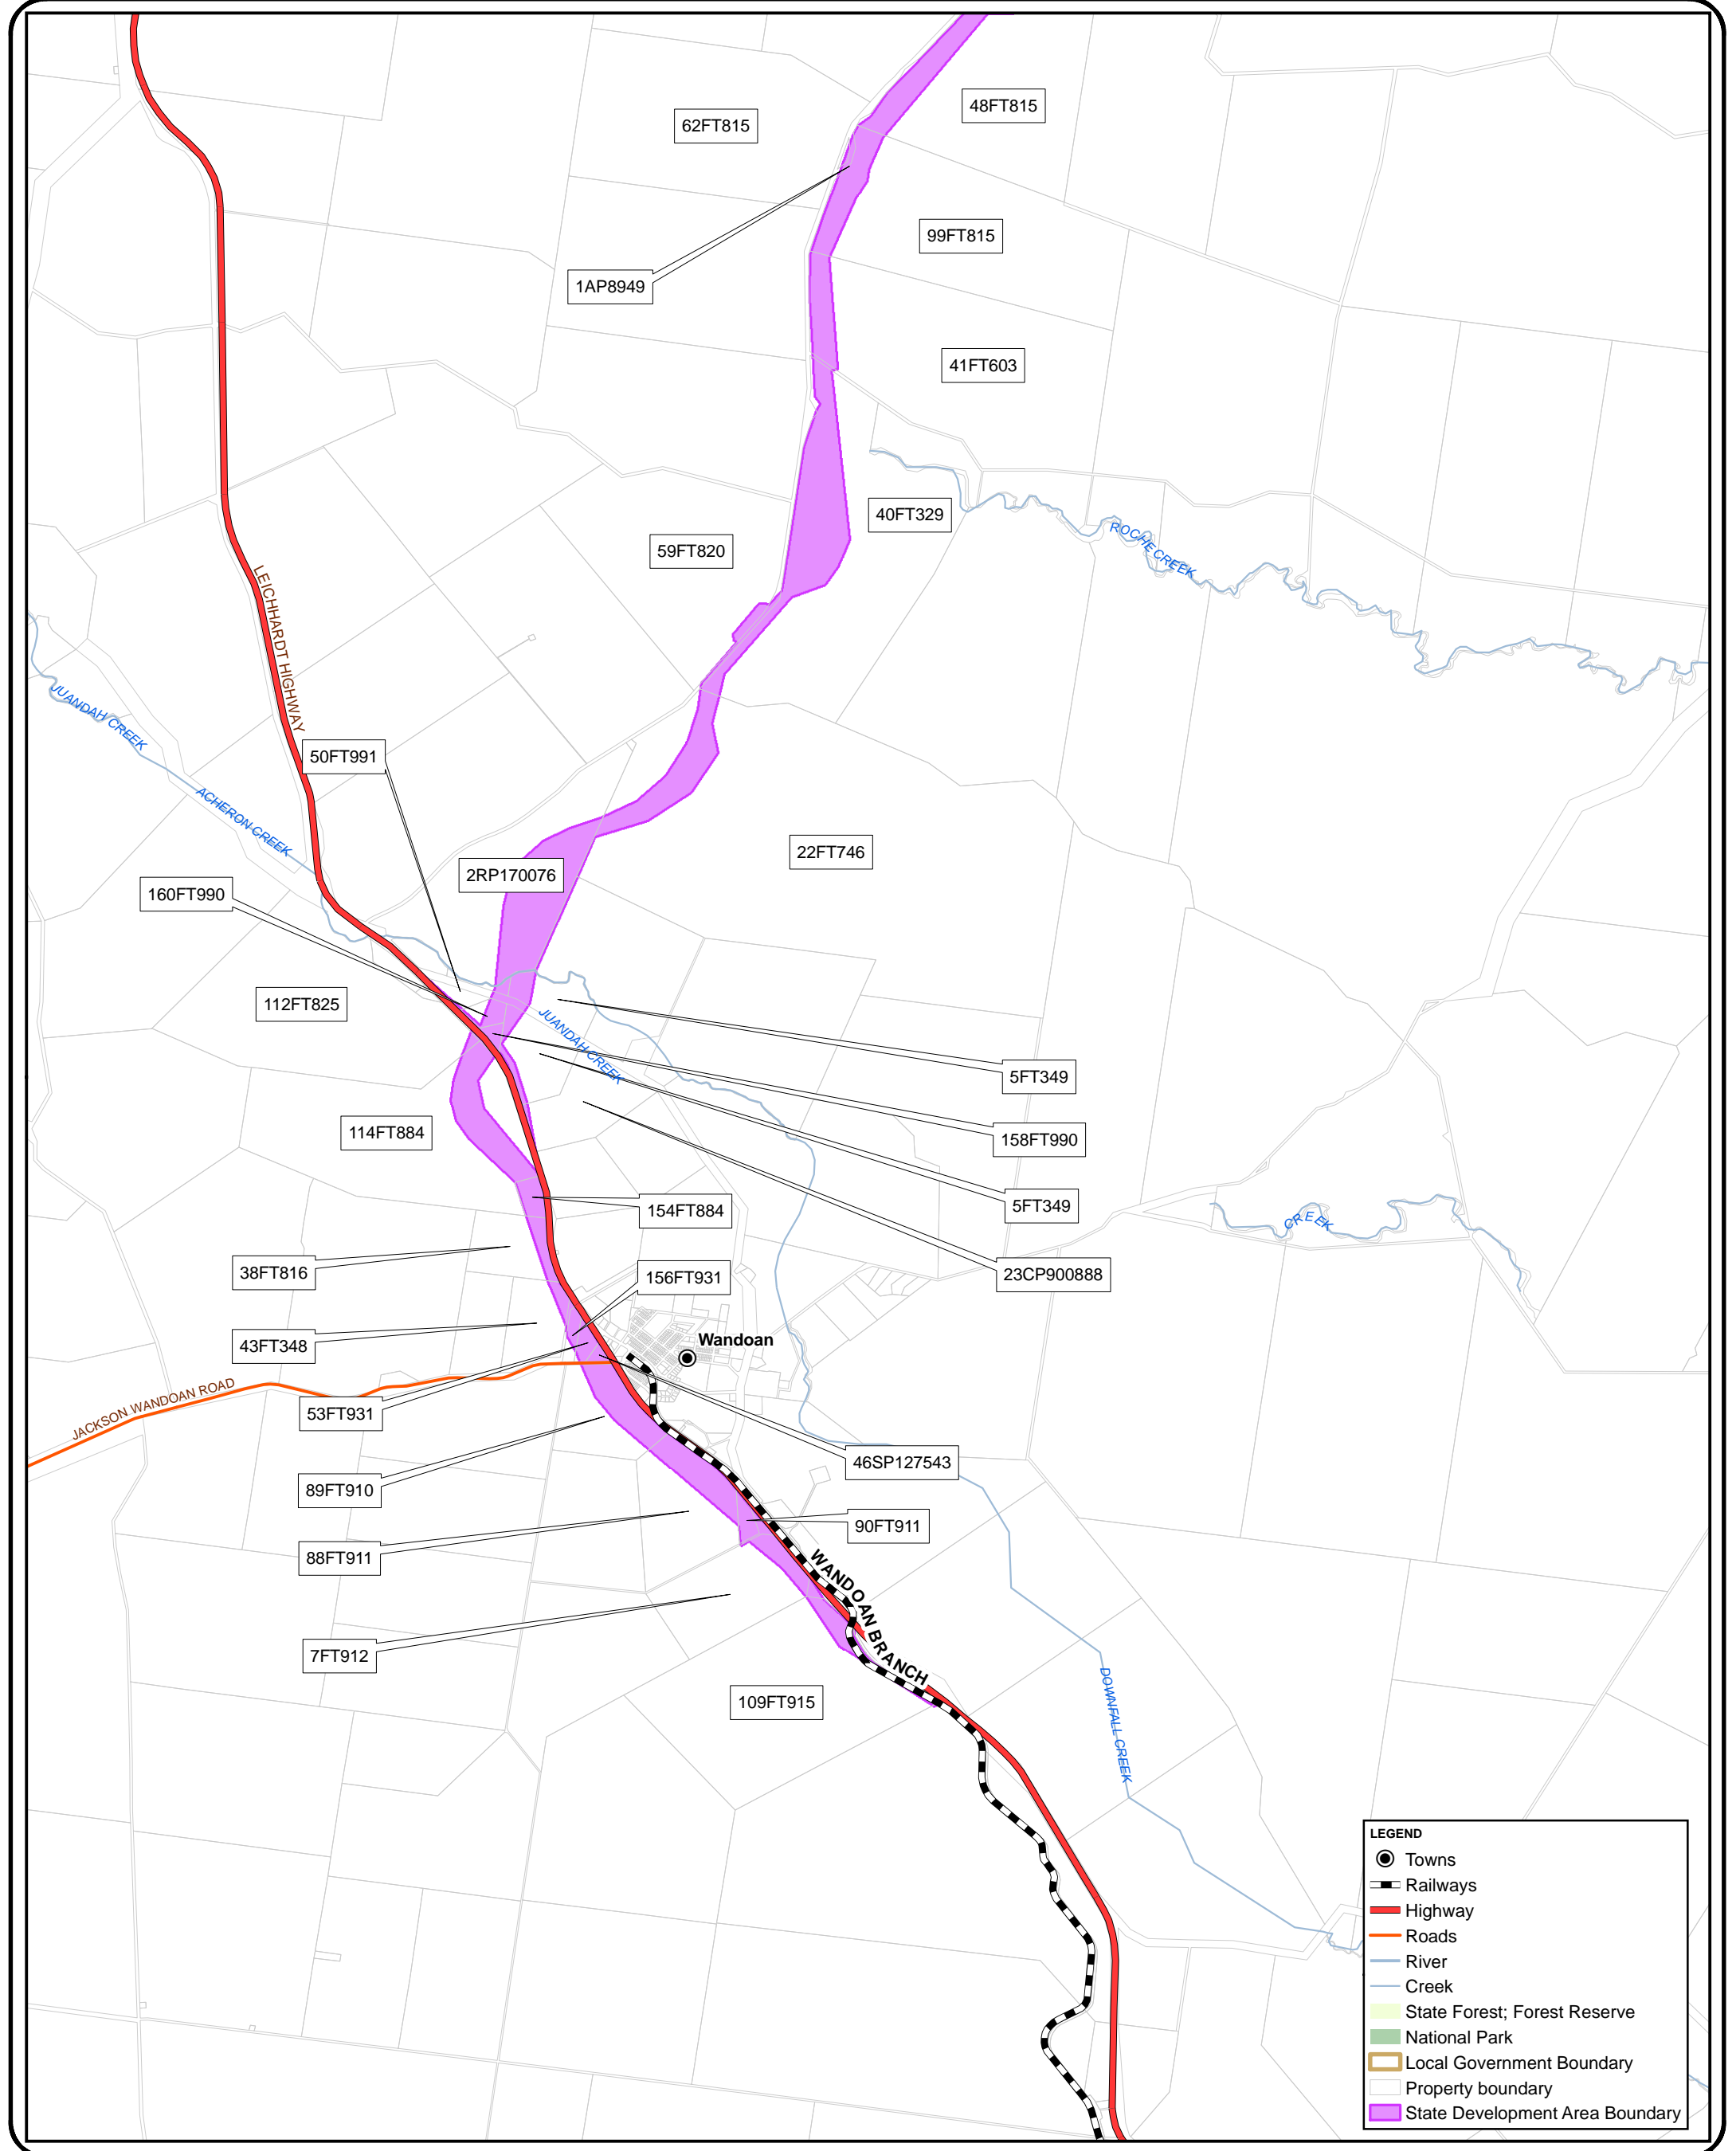 48FT815
62FT815
99FT815
1AP8949
41FT603
40FT329
ROCHE CREEK
59FT820
LEICHHARDT HIGHWAY
JUANDAH CREEK
50FT991
ACHERON CREEK
22FT746
2RP170076
160FT990
112FT825
JUANDAH CREEK
5FT349
114FT884
158FT990
154FT884
5FT349
CREEK
38FT816
156FT931
23CP900888
43FT348
Wandoan
JACKSON WANDOAN ROAD
53FT931
46SP127543
89FT910
90FT911
88FT911
WANDOAN BRANCH
7FT912
109FT915
DOWNFALL CREEK
LEGEND
Towns
Railways
Highway
Roads
River
Creek
State Forest; Forest Reserve
National Park
Local Government Boundary
Property boundary
State Development Area Boundary